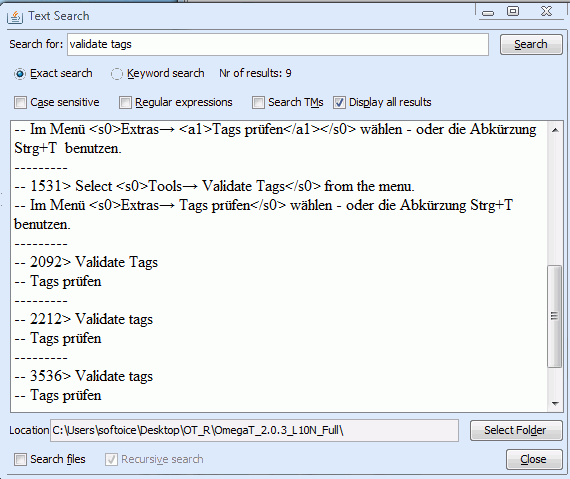 Text Search
Search for: validate tags Search
Exact search Keyword search Nr of results: 9
Case sensitive Regular expressions Search TMs Display all results
-- Im Menü <s0>Extras→ <a1>Tags prüfen</a1></s0> wählen - oder die Abkürzung
Strg+T  benutzen.
---------
-- 1531> Select <s0>Tools→ Validate Tags</s0> from the menu.
-- Im Menü <s0>Extras→ Tags prüfen</s0> wählen - oder die Abkürzung Strg+T
benutzen.
---------
-- 2092> Validate Tags
-- Tags prüfen
---------
-- 2212> Validate tags
-- Tags prüfen
---------
-- 3536> Validate tags
-- Tags prüfen
Location C:\Users\softoice\Desktop\OT_R\OmegaT_2.0.3_L10N_Full\ Select Folder
Search files Recursive search Close